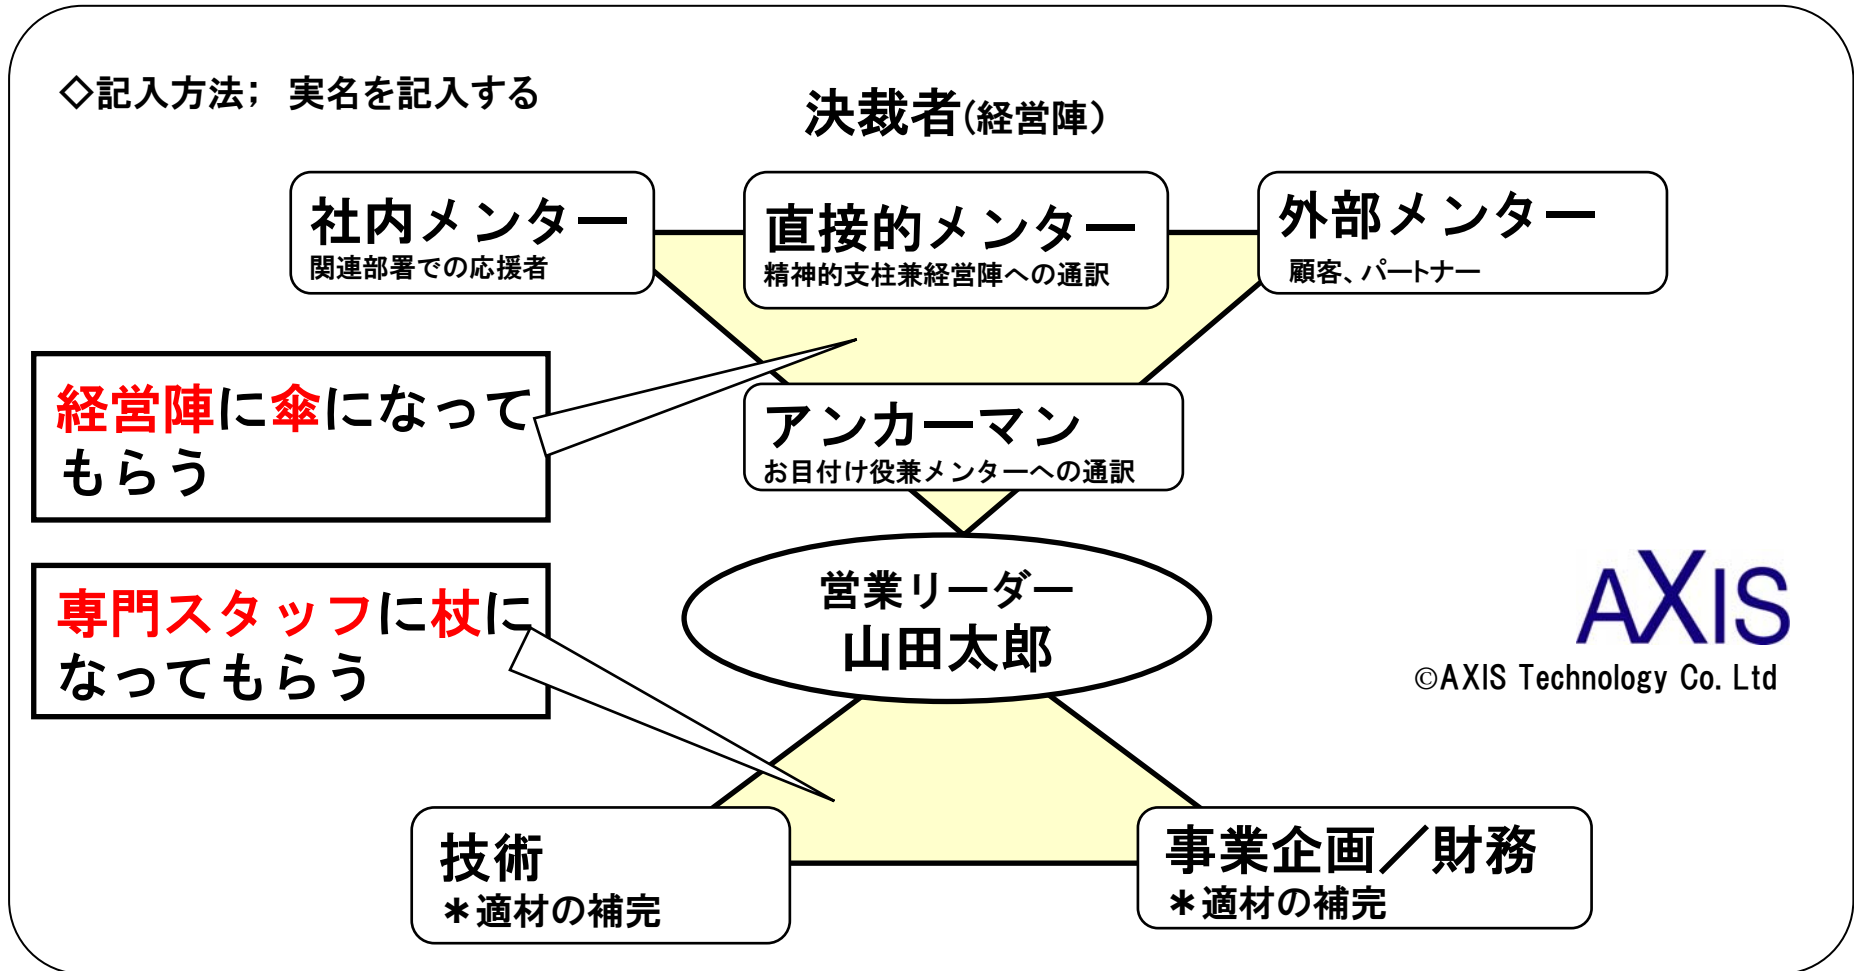 ◇記入方法； 実名を記入する
決裁者(経営陣）
社内メンター
関連部署での応援者
直接的メンター
精神的支柱兼経営陣への通訳
外部メンター
顧客、パートナー
経営陣に傘になって
もらう
アンカーマン
お目付け役兼メンターへの通訳
専門スタッフに杖に
なってもらう
営業リーダー
山田太郎
AXIS
©AXIS Technology Co. Ltd
技術
＊適材の補完
事業企画／財務
＊適材の補完